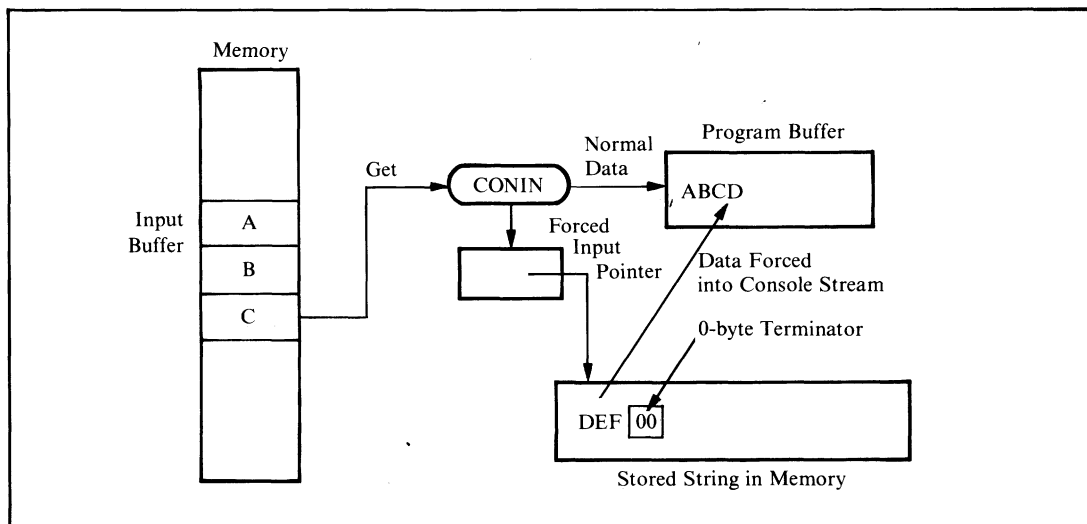 Memory
Input
Buffer
A
B
C
Get
CONIN
Normal
Data
Program Buffer
ABCD
Forced
Input
Pointer
Data Forced
into Console Stream
0-byte Terminator
DEF 00
Stored String in Memory